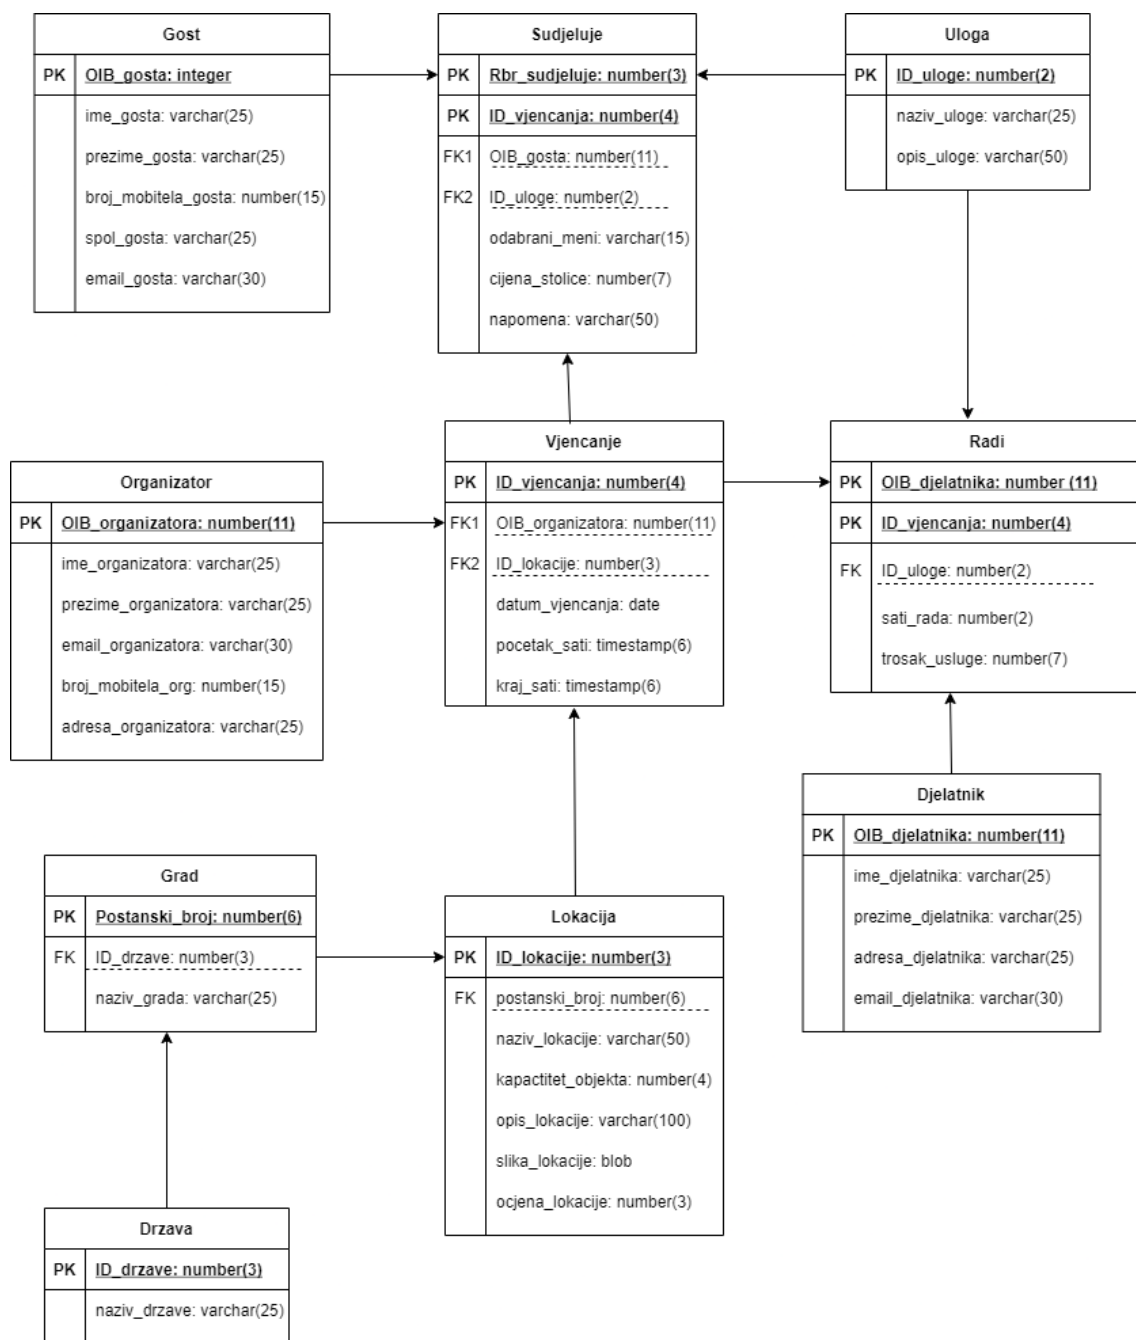 Gost
PK OIB_gosta: integer
ime_gosta: varchar(25)
prezime_gosta: varchar(25)
broj_mobitela_gosta: number(15)
spol_gosta: varchar(25)
email_gosta: varchar(30)
Sudjeluje
PK Rbr_sudjeluje: number(3)
PK ID_vjencanja: number(4)
FK1 OIB_gosta: number(11)
FK2 ID_uloge: number(2)
odabrani_meni: varchar(15)
cijena_stolice: number(7)
napomena: varchar(50)
Uloga
PK ID_uloge: number(2)
naziv_uloge: varchar(25)
opis_uloge: varchar(50)
Organizator
PK OIB_organizatora: number(11)
ime_organizatora: varchar(25)
prezime_organizatora: varchar(25)
email_organizatora: varchar(30)
broj_mobitela_org: number(15)
adresa_organizatora: varchar(25)
Vjencanje
PK ID_vjencanja: number(4)
FK1 OIB_organizatora: number(11)
FK2 ID_lokacije: number(3)
datum_vjencanja: date
pocetak_sati: timestamp(6)
kraj_sati: timestamp(6)
Radi
PK OIB_djelatnika: number (11)
PK ID_vjencanja: number(4)
FK ID_uloge: number(2)
sati_rada: number(2)
trosak_usluge: number(7)
Djelatnik
PK OIB_djelatnika: number(11)
ime_djelatnika: varchar(25)
prezime_djelatnika: varchar(25)
adresa_djelatnika: varchar(25)
email_djelatnika: varchar(30)
Grad
PK Postanski_broj: number(6)
FK ID_drzave: number(3)
naziv_grada: varchar(25)
Lokacija
PK ID_lokacije: number(3)
FK postanski_broj: number(6)
naziv_lokacije: varchar(50)
kapactitet_objekta: number(4)
opis_lokacije: varchar(100)
slika_lokacije: blob
ocjena_lokacije: number(3)
Drzava
PK ID_drzave: number(3)
naziv_drzave: varchar(25)